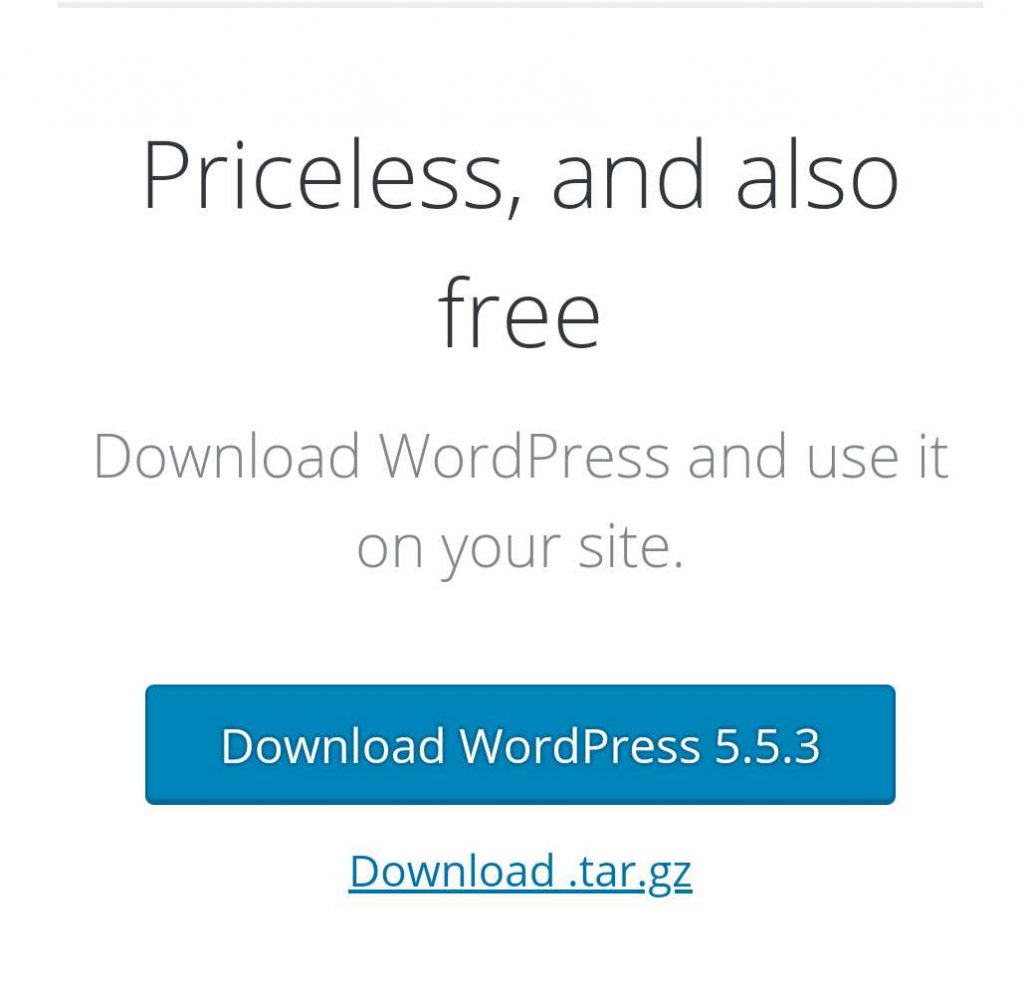 Priceless, and also
free
Download WordPress and use it
on your site.
Download WordPress 5.5.3
Download .tar.gz